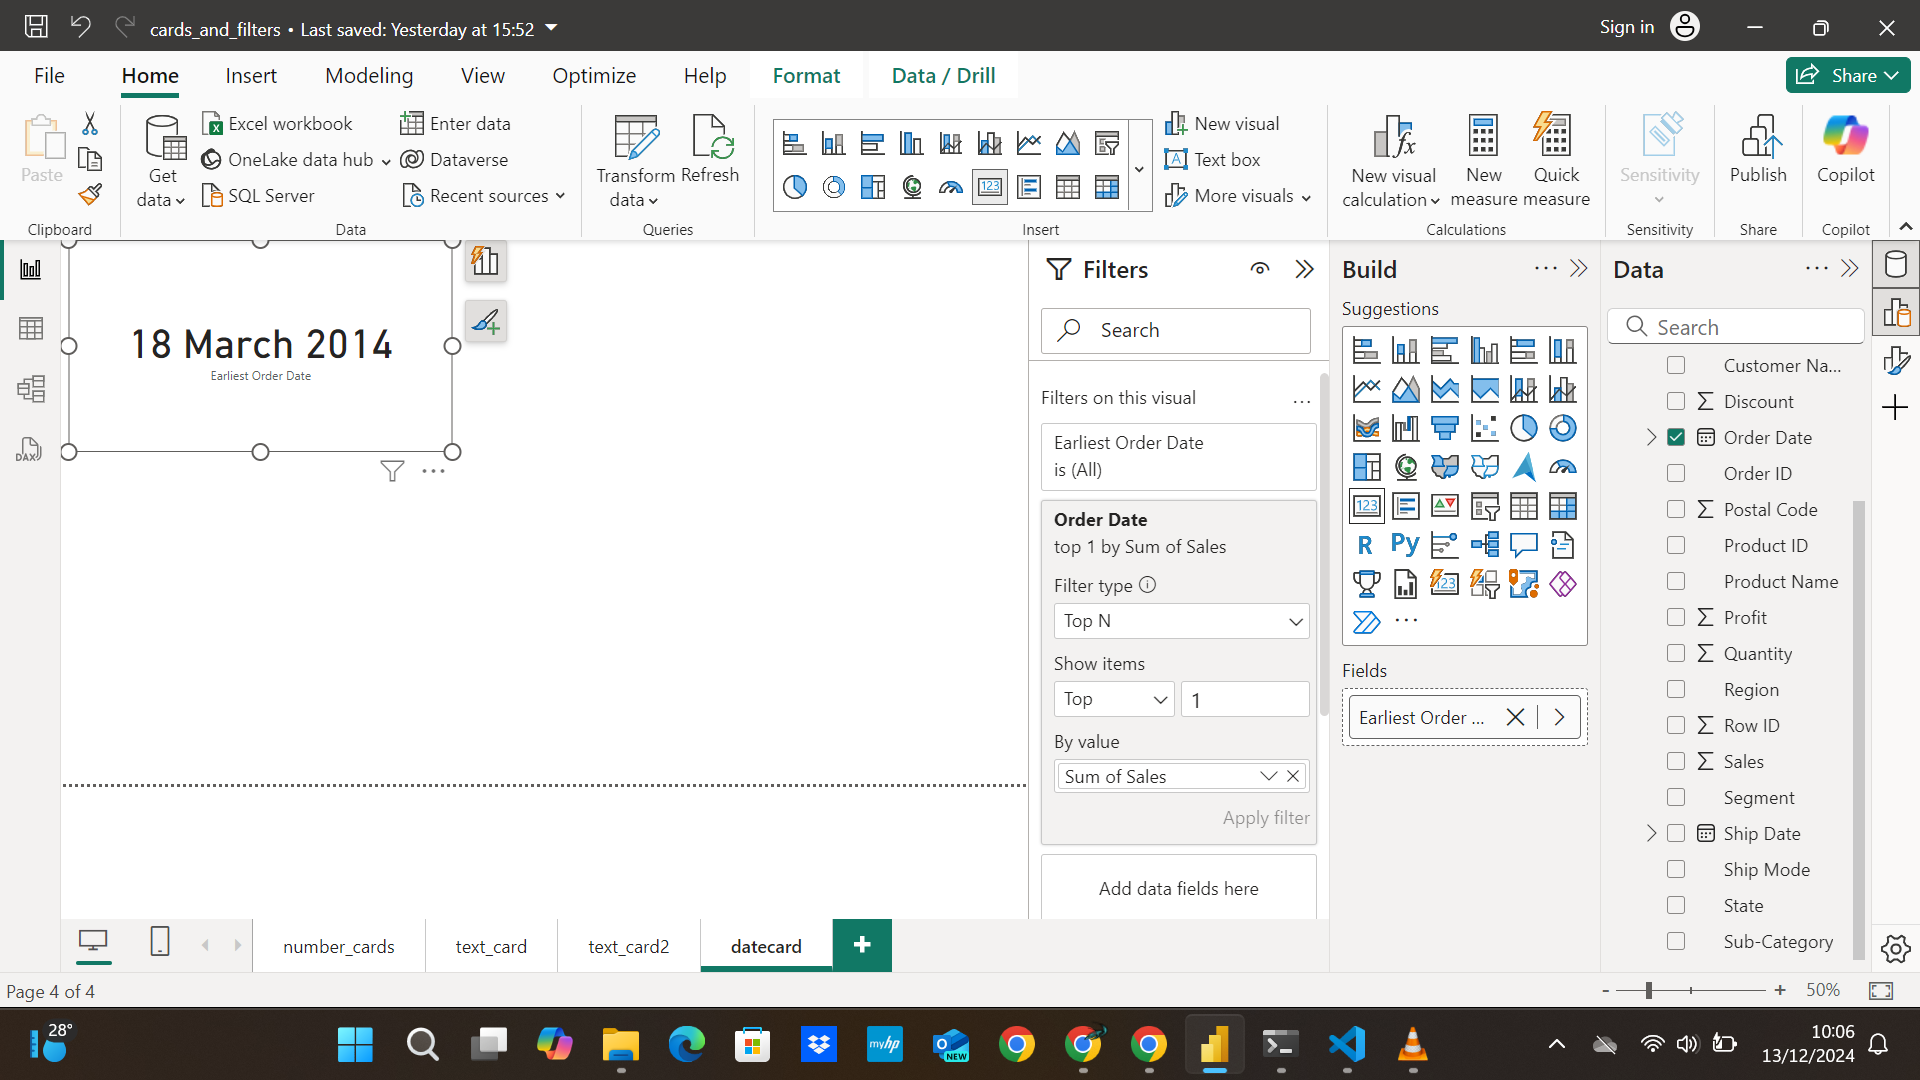 cards_and_filters • Last saved: Yesterday at 15:52
Sign in
File
Home
Insert
Modeling
View
Optimize
Help
Format
Data / Drill
Share
Paste
Clipboard
Get data
Excel workbook
OneLake data hub
SQL Server
Enter data
Dataverse
Recent sources
Data
Transform data
Refresh
Queries
New visual
Text box
More visuals
Insert
New visual calculation
New measure
Quick measure
Calculations
Sensitivity
Sensitivity
Publish
Share
Copilot
Copilot
DAX
18 March 2014
Earliest Order Date
Filters
Search
Filters on this visual
...
Earliest Order Date
is (All)
Order Date
top 1 by Sum of Sales
Filter type
Top N
Show items
Top
1
By value
Sum of Sales
Apply filter
Add data fields here
Build
Suggestions
123
R
Py
123
Fields
Earliest Order ...
Data
Search
Customer Na...
Discount
Order Date
Order ID
Postal Code
Product ID
Product Name
Profit
Quantity
Region
Row ID
Sales
Segment
Ship Date
Ship Mode
State
Sub-Category
number_cards
text_card
text_card2
datecard
Page 4 of 4
- + 50%
28°
myhp
NEW
10:06
13/12/2024